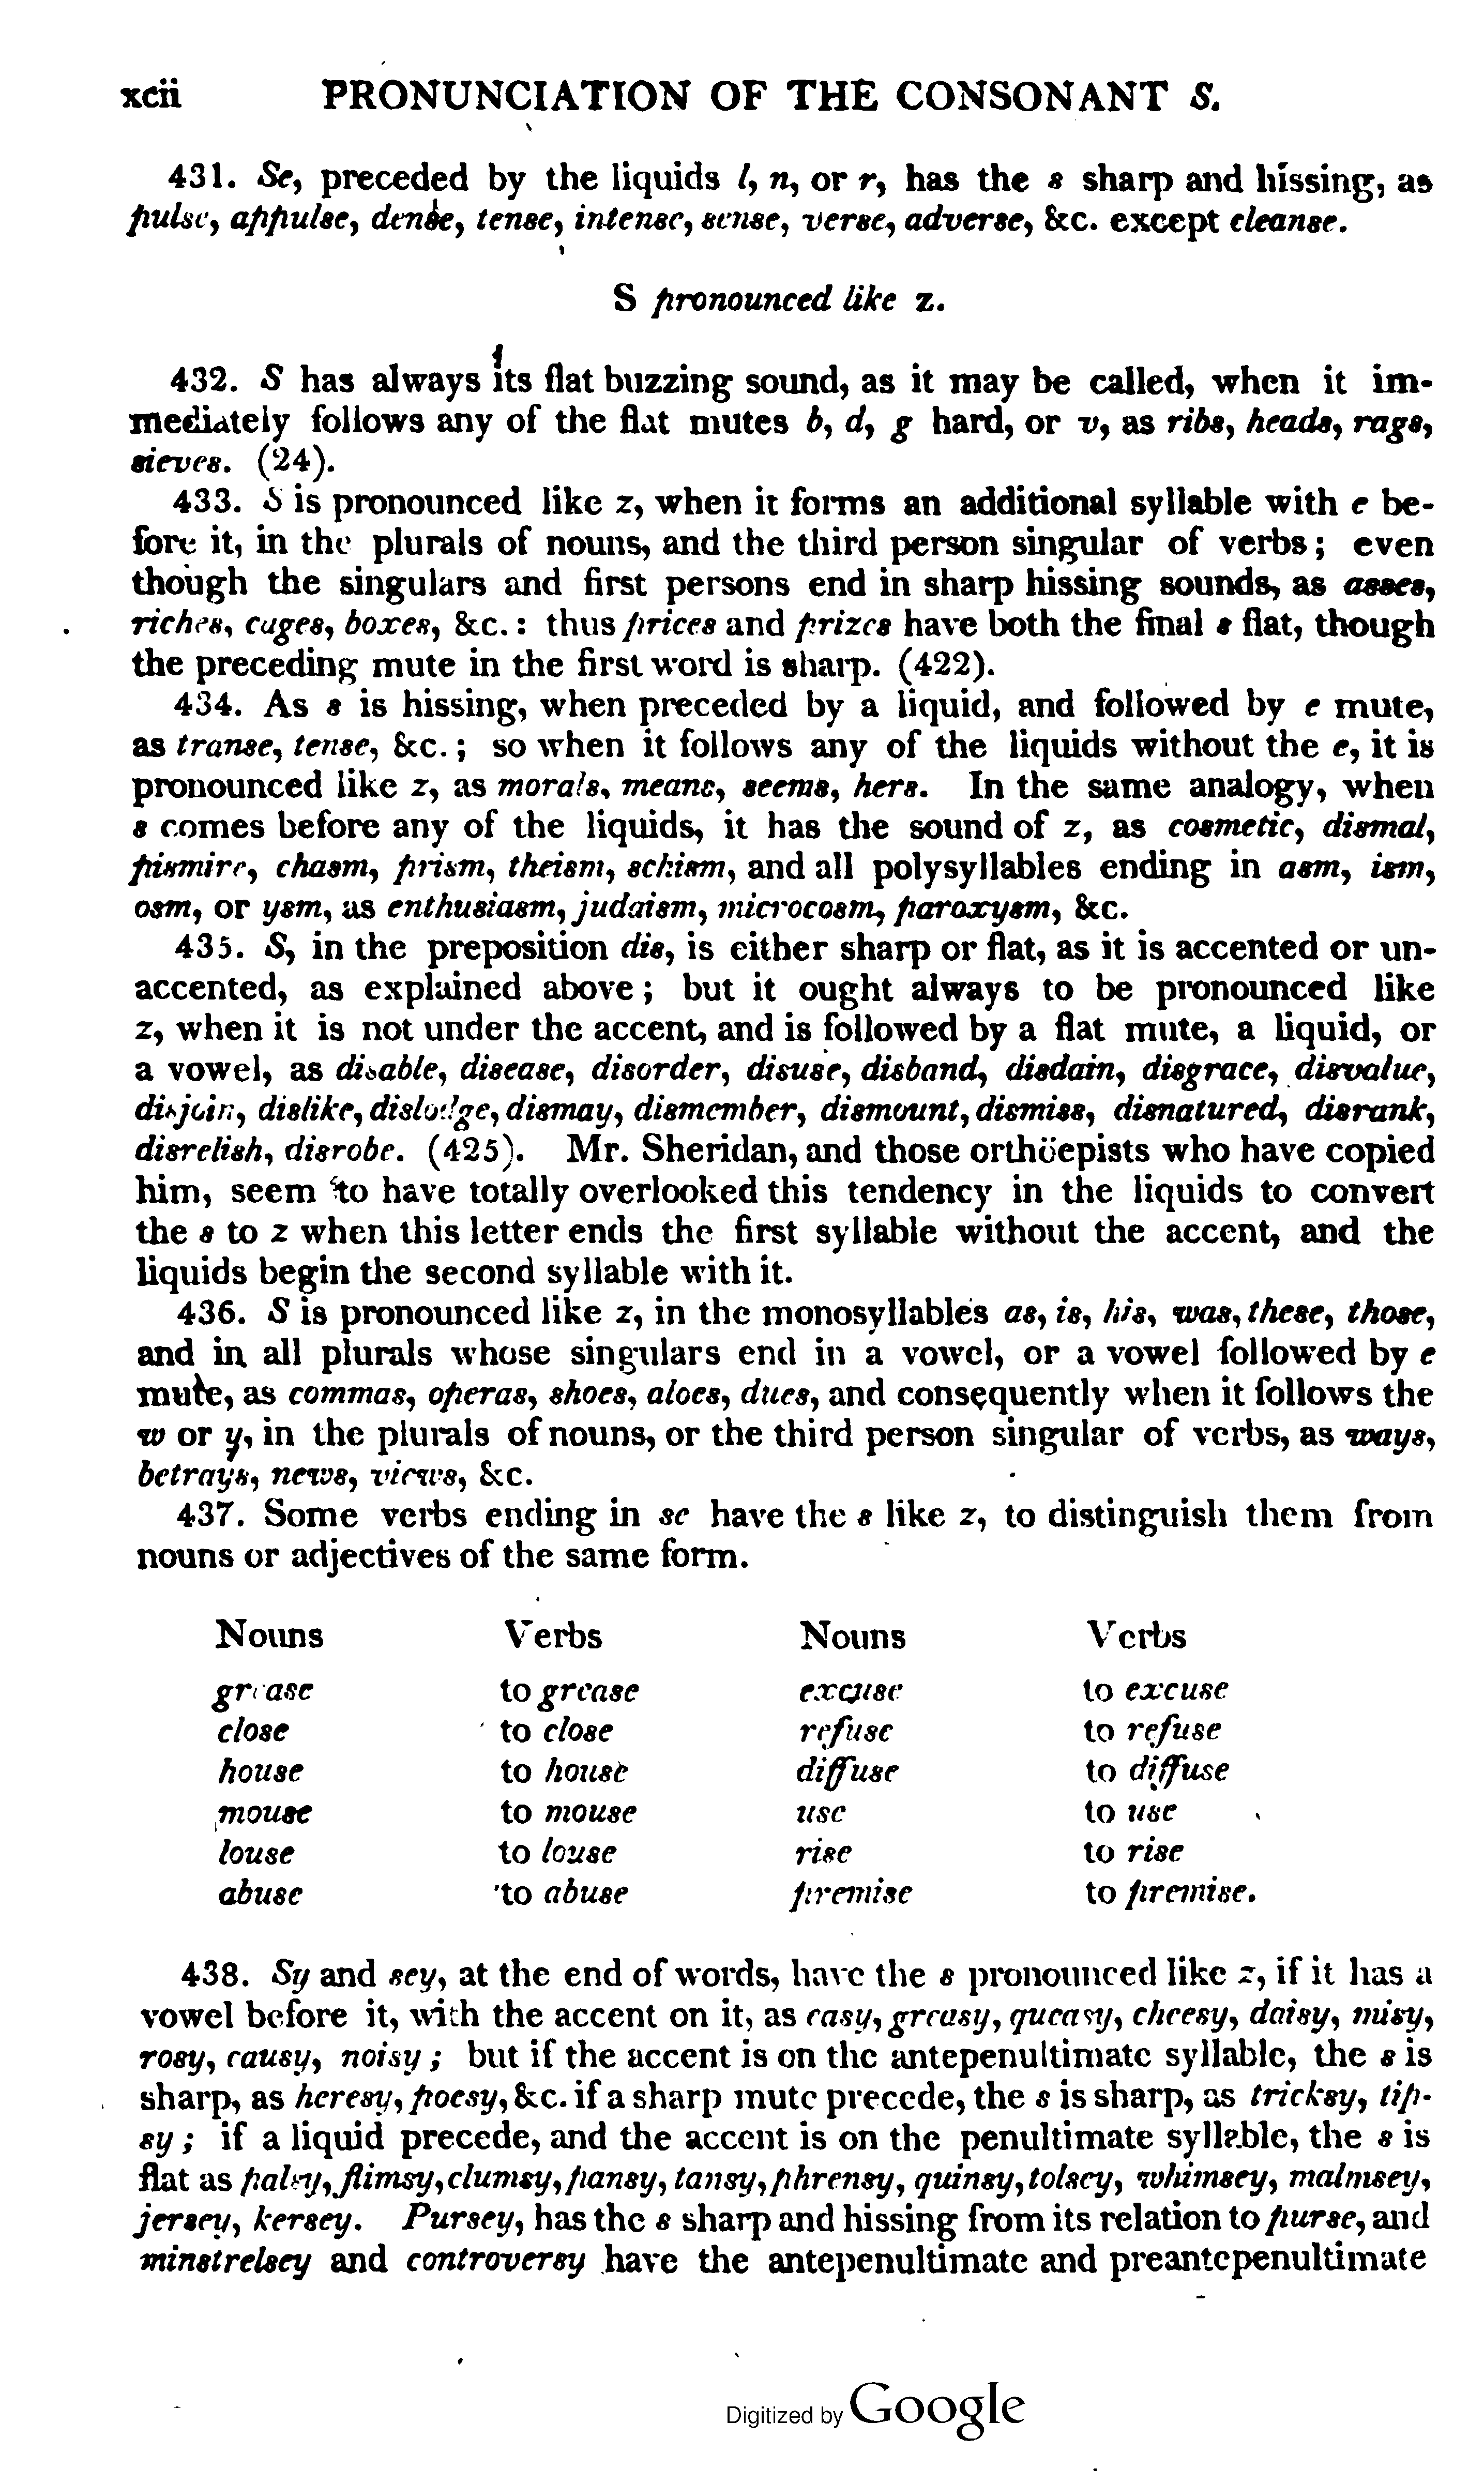 xcii PRONUNCIATION OF THE CONSONANT S.
431. Se, preceded by the liquids l, n, or r, has the s sharp and hissing, as
pulse, appulse, dense, tense, intense, sense, verse, adverse, &c. except cleanse.
S pronounced like z.
432. S has always its flat buzzing sound, as it may be called, when it im-
mediately follows any of the flat mutes b, d, g hard, or v, as ribs, heads, rags,
sieves. (24).
433. S is pronounced like z, when it forms an additional syllable with e be-
fore it, in the plurals of nouns, and the third person singular of verbs; even
though the singulars and first persons end in sharp hissing sounds, as asses,
riches, cages, boxes, &c.: thus prices and prizes have both the final s flat, though
the preceding mute in the first word is sharp. (422).
434. As s is hissing, when preceded by a liquid, and followed by e mute,
as transe, tense, &c.; so when it follows any of the liquids without the e, it is
pronounced like z, as morals, means, seems, hers. In the same analogy, when
s comes before any of the liquids, it has the sound of z, as cosmetic, dismal,
pismire, chasm, prism, theism, schism, and all polysyllables ending in asm, ism,
osm, or ysm, as enthusiasm, judaism, microcosm, paroxysm, &c.
435. S, in the preposition dis, is either sharp or flat, as it is accented or un-
accented, as explained above; but it ought always to be pronounced like
z, when it is not under the accent, and is followed by a flat mute, a liquid, or
a vowel, as disable, disease, disorder, disuse, disband, disdain, disgrace, disvalue,
disjoin, dislike, dislodge, dismay, dismember, dismount, dismiss, disnatured, disrank,
disrelish, disrobe. (425). Mr. Sheridan, and those orthöepists who have copied
him, seem to have totally overlooked this tendency in the liquids to convert
the s to z when this letter ends the first syllable without the accent, and the
liquids begin the second syllable with it.
436. S is pronounced like z, in the monosyllables as, is, his, was, these, those,
and in all plurals whose singulars end in a vowel, or a vowel followed by e
mute, as commas, operas, shoes, aloes, dues, and consequently when it follows the
w or y, in the plurals of nouns, or the third person singular of verbs, as ways,
betrays, news, views, &c.
437. Some verbs ending in se have the s like z, to distinguish them from
nouns or adjectives of the same form.
Nouns Verbs Nouns Verbs
grease to grease excuse to excuse
close to close refuse to refuse
house to house diffuse to diffuse
mouse to mouse use to use
louse to louse rise to rise
abuse to abuse premise to premise.
438. Sy and sey, at the end of words, have the s pronounced like z, if it has a
vowel before it, with the accent on it, as easy, greasy, queasy, cheesy, daisy, misy,
rosy, causy, noisy; but if the accent is on the antepenultimate syllable, the s is
sharp, as heresy, poesy, &c. if a sharp mute precede, the s is sharp, as tricksy, tip-
sy; if a liquid precede, and the accent is on the penultimate syllable, the s is
flat as palsy, flimsy, clumsy, pansy, tansy, phrensy, quinsy, tolsey, whimsey, malmsey,
jersey, kersey. Pursey, has the s sharp and hissing from its relation to purse, and
minstrelsey and controversy have the antepenultimate and preantepenultimate
Digitized by Google